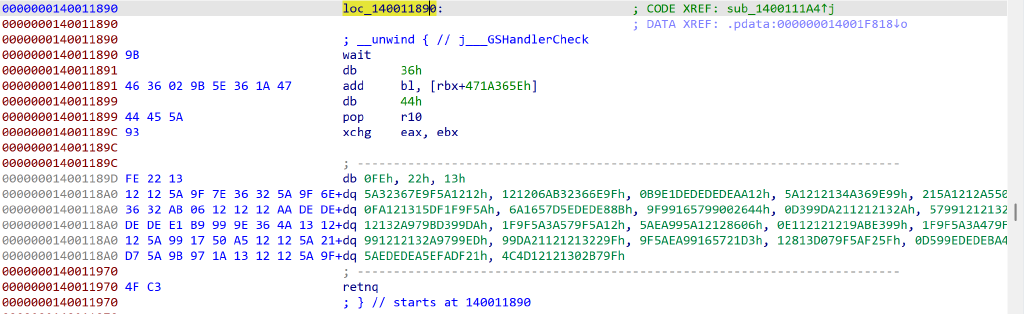 0000000140011890 loc_140011890: ; CODE XREF: sub_1400111A4↑j
0000000140011890 ; DATA XREF: .pdata:000000014001F818↓o
0000000140011890 ; __unwind { // j___GSHandlerCheck
0000000140011890 9B wait
0000000140011891 db 36h
0000000140011891 46 36 02 9B 5E 36 1A 47 add bl, [rbx+471A365Eh]
0000000140011899 db 44h
0000000140011899 44 45 5A pop r10
000000014001189C 93 xchg eax, ebx
000000014001189C
000000014001189C ; ---------------------------------------------------------------------------
000000014001189D FE 22 13 db 0FEh, 22h, 13h
00000001400118A0 12 12 5A 9F 7E 36 32 5A 9F 6E+dq 5A32367E9F5A1212h, 121206AB32366E9Fh, 0B9E1DEDEDEDEAA12h, 5A1212134A369E99h, 215A1212A550
00000001400118A0 36 32 AB 06 12 12 12 AA DE DE+dq 0FA121315DF1F9F5Ah, 6A1657D5EDEDE88Bh, 9F99165799002644h, 0D399DA211212132Ah, 57991212132
00000001400118A0 DE DE E1 B9 99 9E 36 4A 13 12+dq 12132A979BD399DAh, 1F9F5A3A579F5A12h, 5AEA995A12128606h, 0E112121219ABE399h, 1F9F5A3A479F
00000001400118A0 12 5A 99 17 50 A5 12 12 5A 21+dq 991212132A9799EDh, 99DA21121213229Fh, 9F5AEA99165721D3h, 12813D079F5AF25Fh, 0D599EDEDEBA4
00000001400118A0 D7 5A 9B 97 1A 13 12 12 5A 9F+dq 5AEDEDEA5EFADF21h, 4C4D12121302B79Fh
0000000140011970 ; ---------------------------------------------------------------------------
0000000140011970 4F C3 retnq
0000000140011970 ; } // starts at 140011890